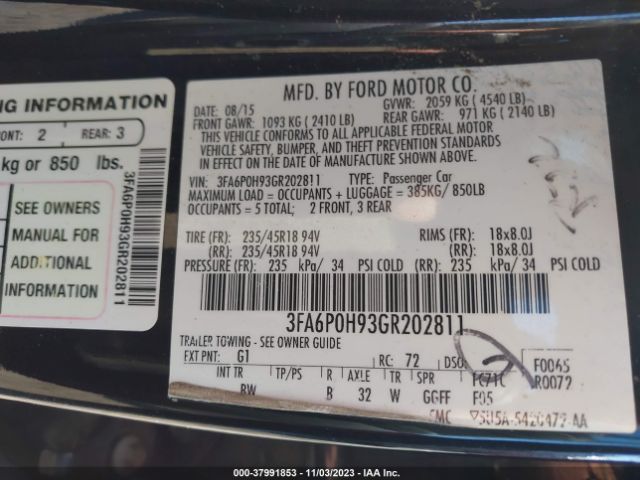 NG INFORMATION
ONT: 2 REAR: 3
kg or 850 lbs.
SEE OWNERS
MANUAL FOR
ADDITIONAL
INFORMATION
3FA6P0H93GR202811
MFD. BY FORD MOTOR CO.
DATE: 08/15 GVWR: 2059 KG ( 4540 LB)
FRONT GAWR: 1093 KG ( 2410 LB) REAR GAWR: 971 KG ( 2140 LB)
THIS VEHICLE CONFORMS TO ALL APPLICABLE FEDERAL MOTOR
VEHICLE SAFETY, BUMPER, AND THEFT PREVENTION STANDARDS
IN EFFECT ON THE DATE OF MANUFACTURE SHOWN ABOVE.
VIN: 3FA6P0H93GR202811 TYPE: Passenger Car
MAXIMUM LOAD = OCCUPANTS + LUGGAGE = 385KG/ 850LB
OCCUPANTS = 5 TOTAL; 2 FRONT, 3 REAR
TIRE (FR): 235/45R18 94V RIMS (FR): 18x8.0J
(RR): 235/45R18 94V (RR): 18x8.0J
PRESSURE (FR): 235 kPa/ 34 PSI COLD (RR): 235 kPa/ 34 PSI COLD
3FA6P0H93GR202811
TRAILER TOWING - SEE OWNER GUIDE
EXT PNT: G1 RC: 72 DSO: F0045
R0072
INT TR TP/PS R AXLE TR SPR FC71C
BW B 32 W GGFF F05
CMC
000-37991853 - 11/03/2023 - IAA Inc.